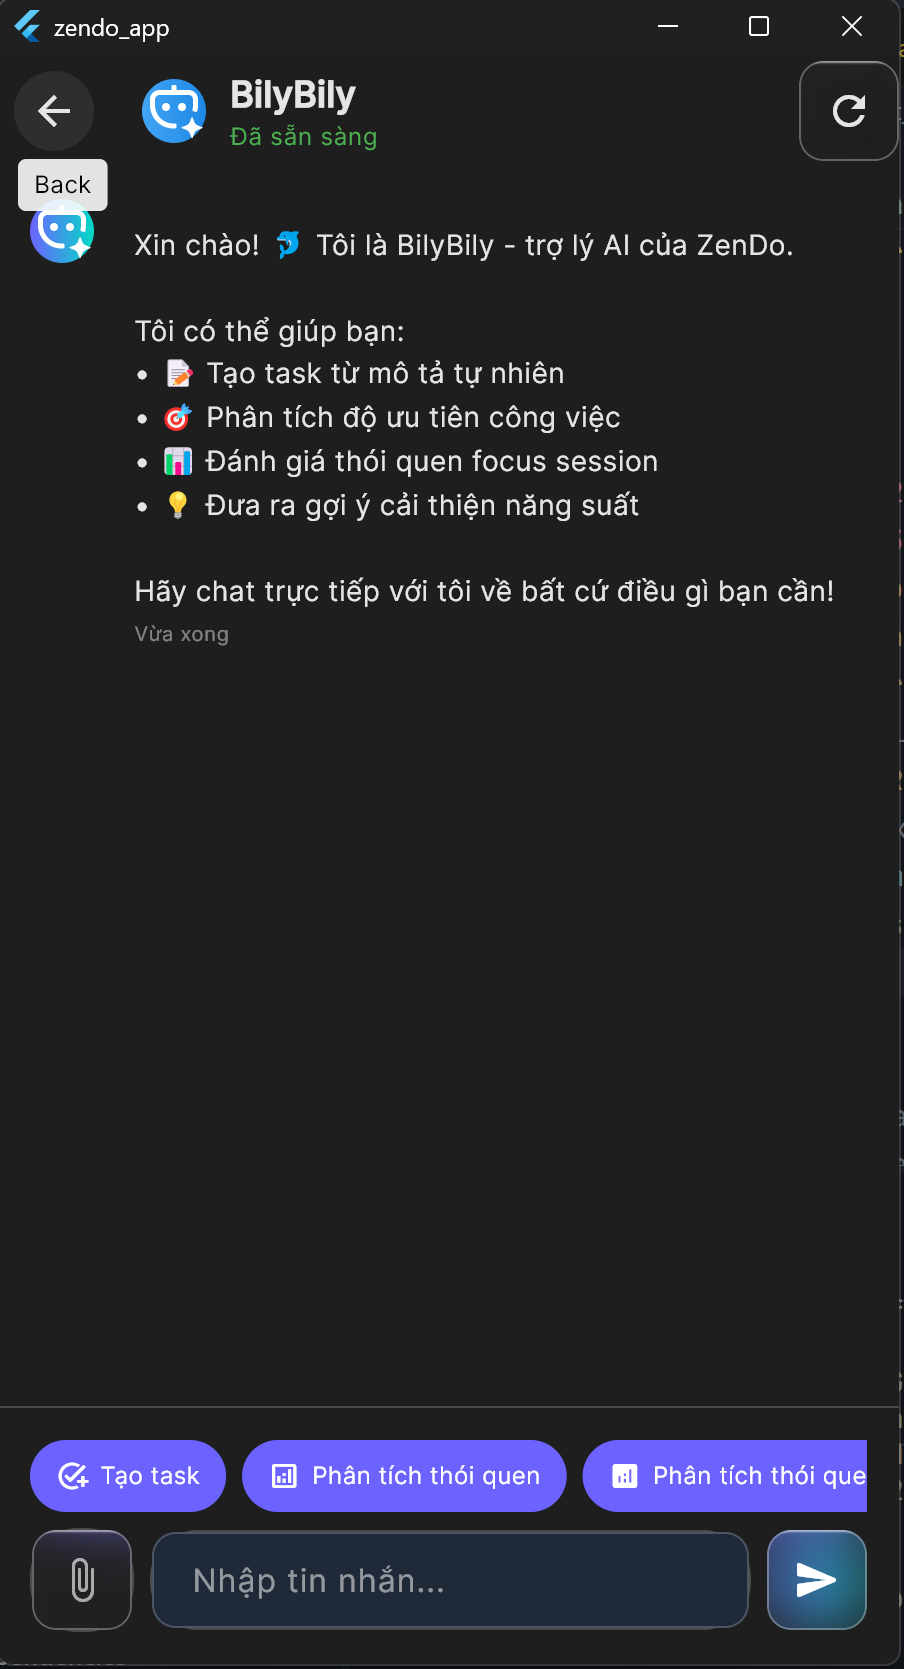 zendo_app
BilyBily
Đã sẵn sàng
Back
Xin chào! 🐬 Tôi là BilyBily - trợ lý AI của ZenDo.
Tôi có thể giúp bạn:
• 📝 Tạo task từ mô tả tự nhiên
• 🎯 Phân tích độ ưu tiên công việc
• 📊 Đánh giá thói quen focus session
• 💡 Đưa ra gợi ý cải thiện năng suất
Hãy chat trực tiếp với tôi về bất cứ điều gì bạn cần!
Vừa xong
Tạo task
Phân tích thói quen
Phân tích thói que
Nhập tin nhắn...